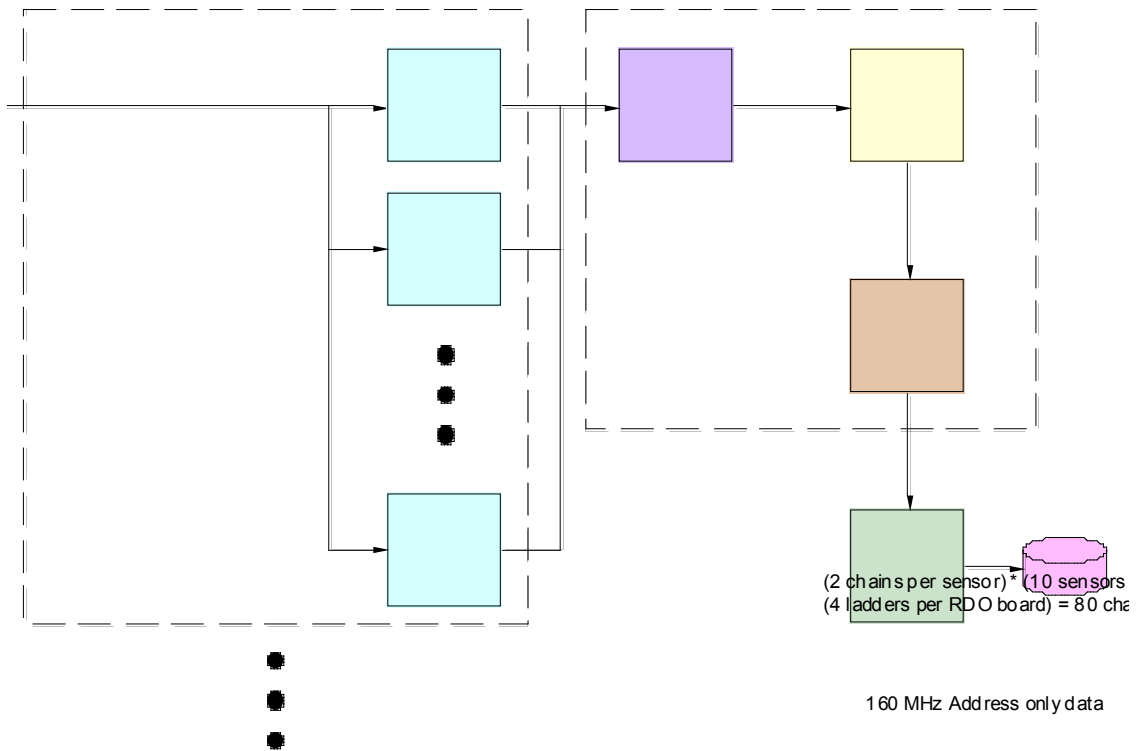 (2 chains per sensor) * (10 sensors
(4 ladders per RDO board) = 80 cha
160 MHz Address only data